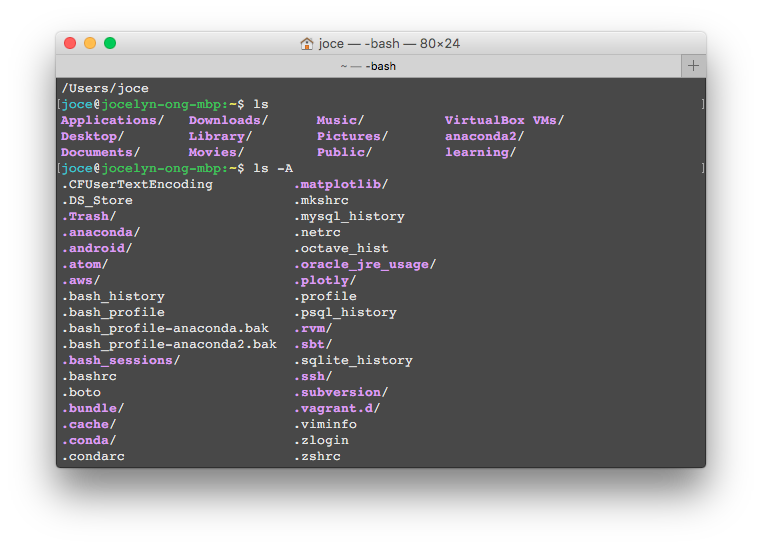 joce — -bash — 80×24
~ — -bash
/Users/joce
[joce@jocelyn-ong-mbp:~$ ls ]
Applications/ Downloads/ Music/ VirtualBox VMs/
Desktop/ Library/ Pictures/ anaconda2/
Documents/ Movies/ Public/ learning/
[joce@jocelyn-ong-mbp:~$ ls -A ]
.CFUserTextEncoding .matplotlib/
.DS_Store .mkshrc
.Trash/ .mysql_history
.anaconda/ .netrc
.android/ .octave_hist
.atom/ .oracle_jre_usage/
.aws/ .plotly/
.bash_history .profile
.bash_profile .psql_history
.bash_profile-anaconda.bak .rvm/
.bash_profile-anaconda2.bak .sbt/
.bash_sessions/ .sqlite_history
.bashrc .ssh/
.boto .subversion/
.bundle/ .vagrant.d/
.cache/ .viminfo
.conda/ .zlogin
.condarc .zshrc